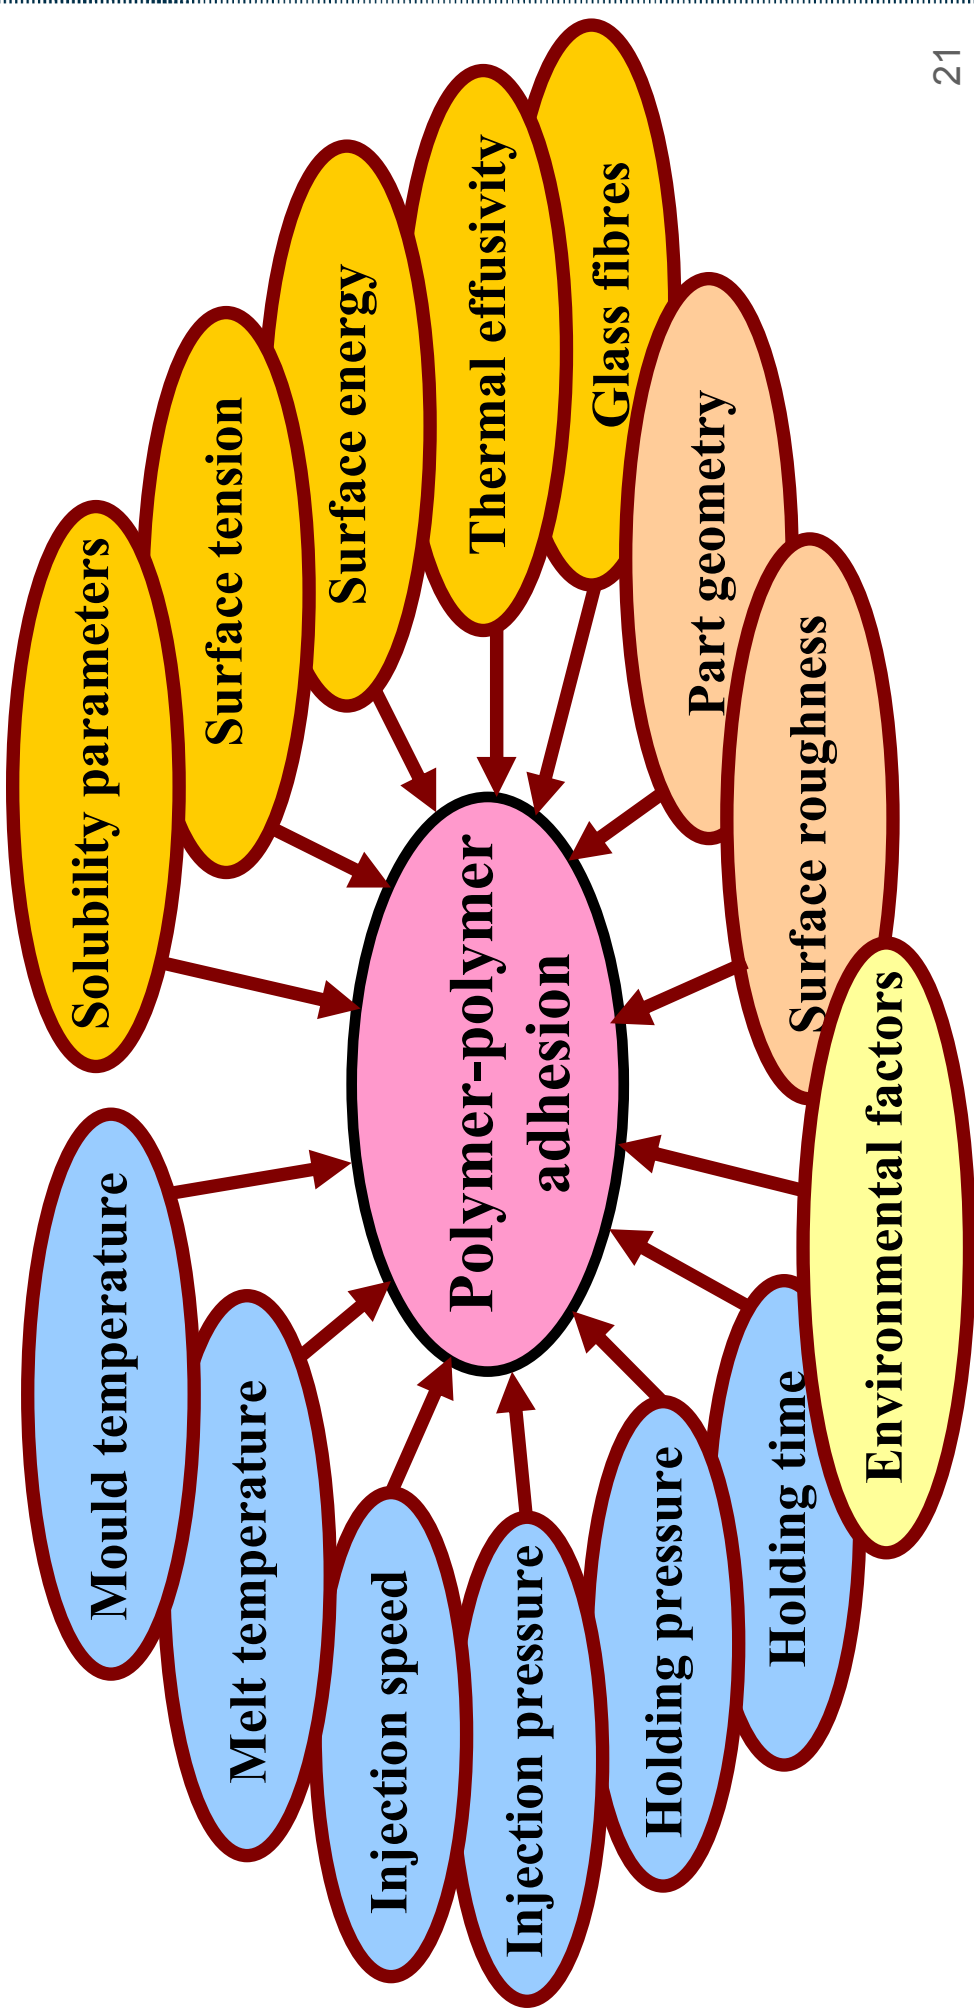 Mould temperature
Solubility parameters
Melt temperature
Surface tension
Injection speed
Surface energy
Injection pressure
Thermal effusivity
Polymer-polymer
adhesion
Holding pressure
Glass fibres
Holding time
Part geometry
Surface roughness
Environmental factors
21